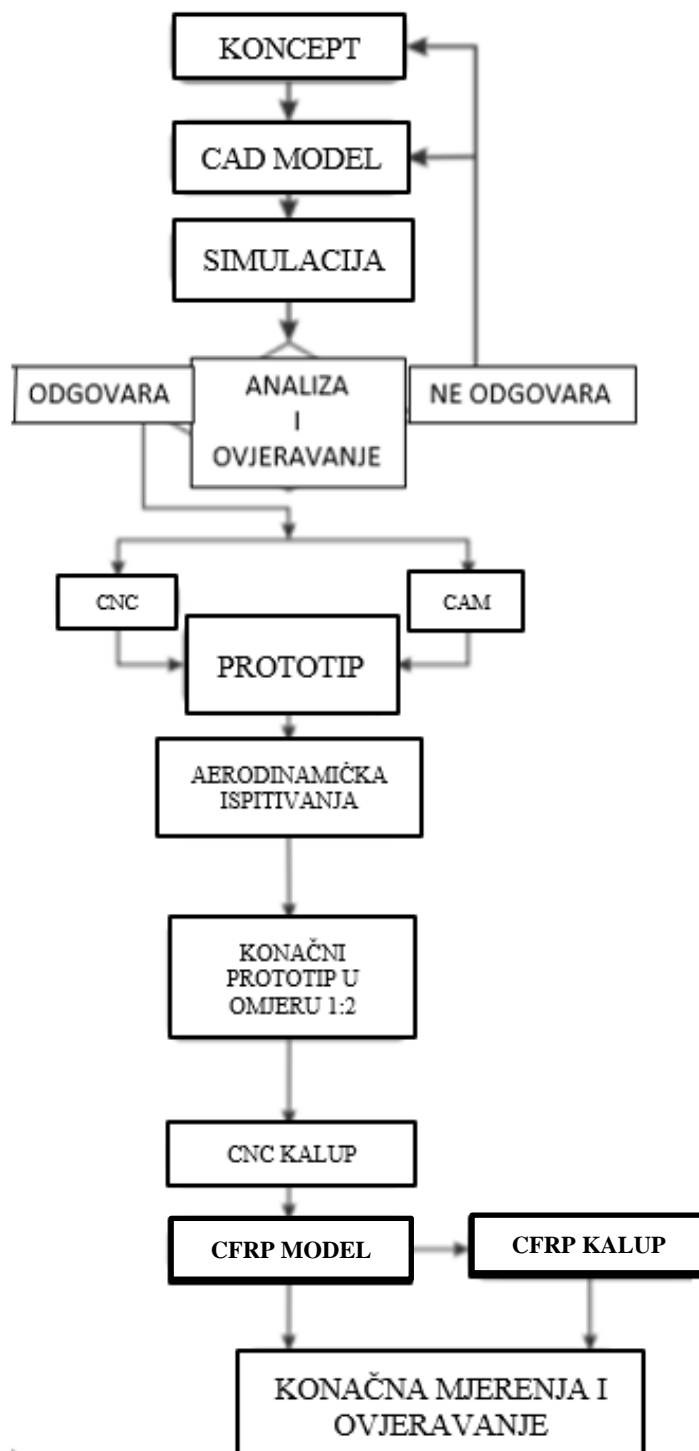 KONCEPT
CAD MODEL
SIMULACIJA
ODGOVARA
ANALIZA
I
OVJERAVANJE
NE ODGOVARA
CNC
CAM
PROTOTIP
AERODINAMIČKA
ISPITIVANJA
KONAČNI
PROTOTIP U
OMJERU 1:2
CNC KALUP
CFRP MODEL
CFRP KALUP
KONAČNA MJERENJA I
OVJERAVANJE